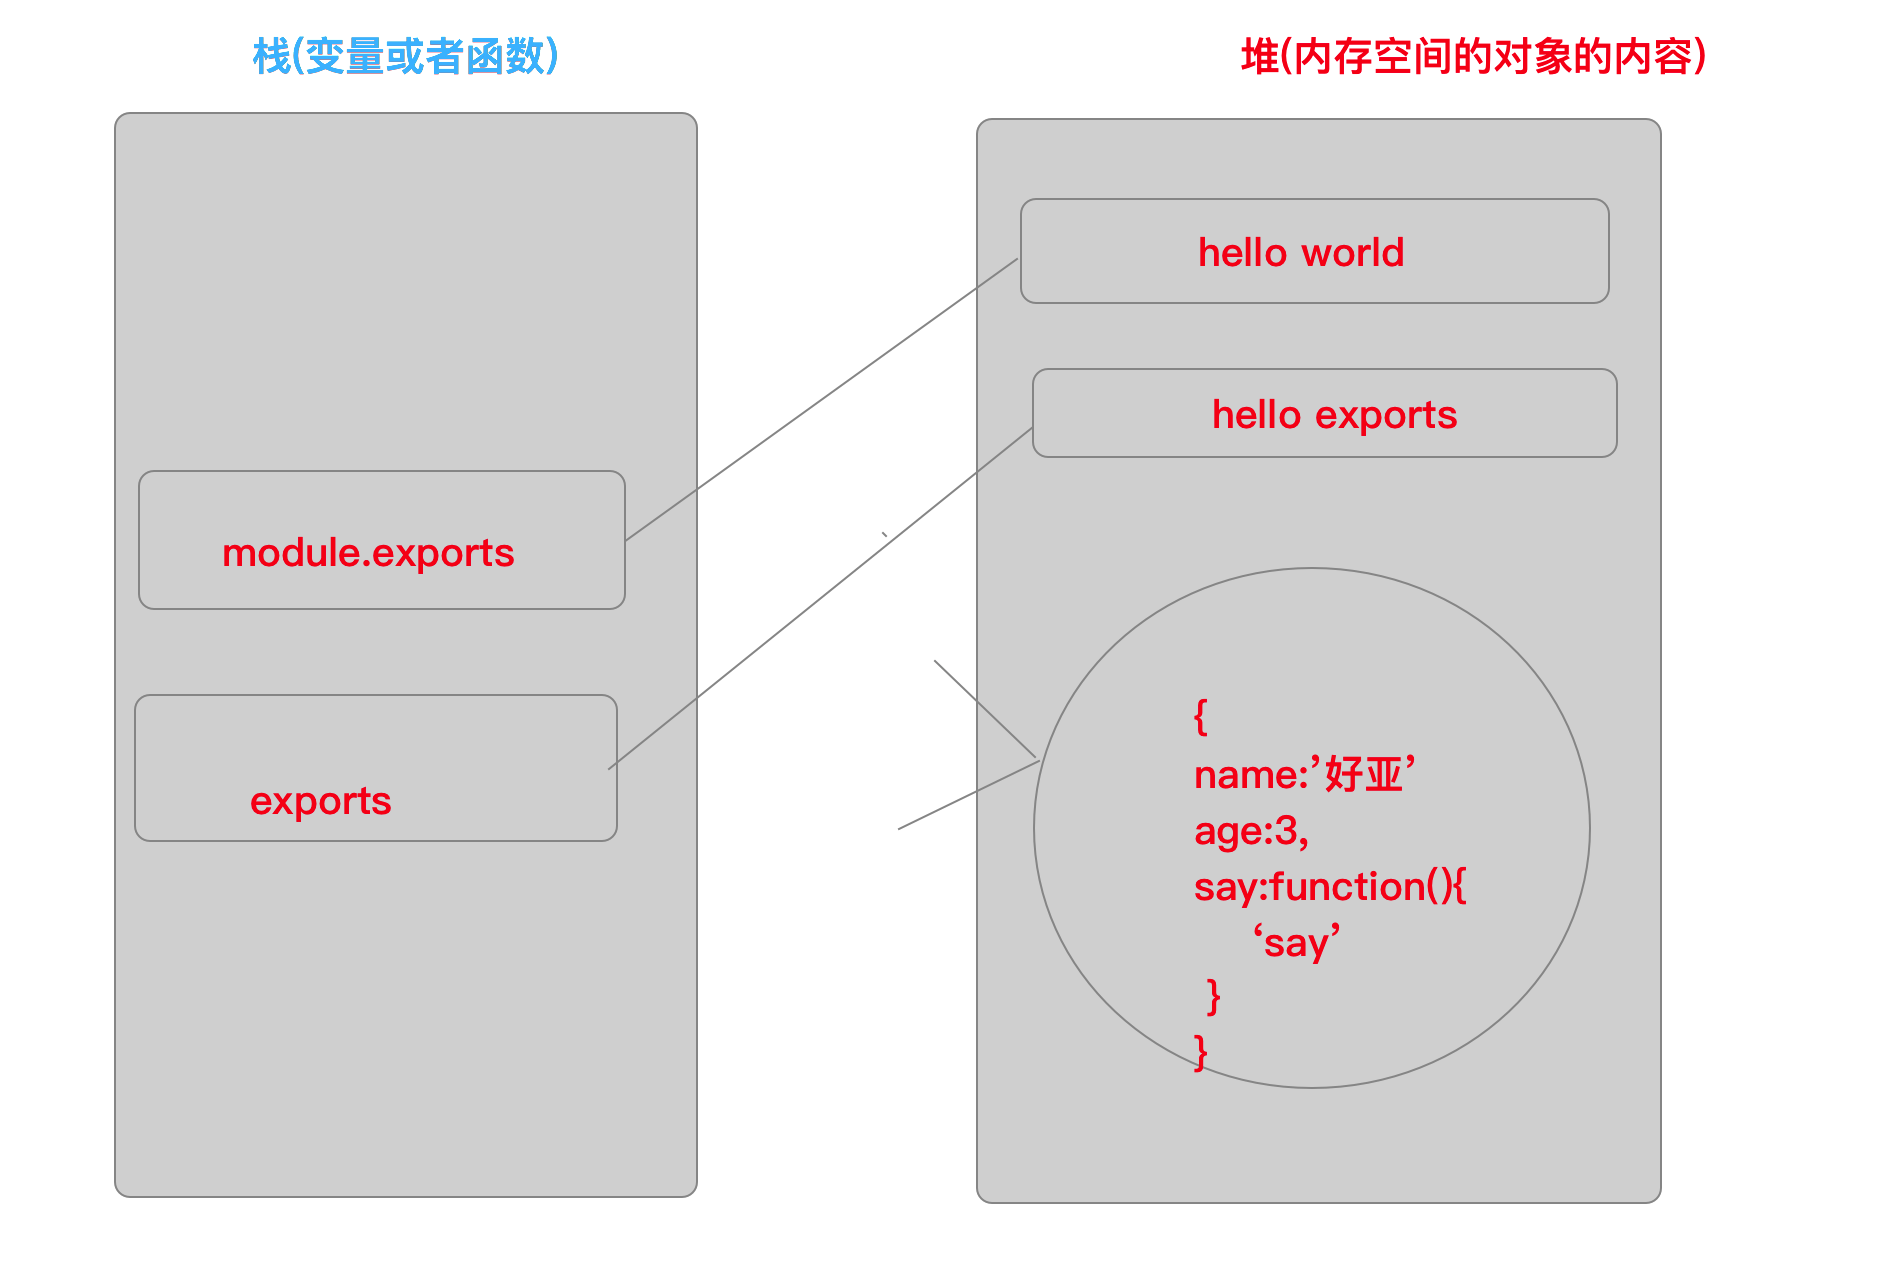 栈(变量或者函数)
堆(内存空间的对象的内容)
hello world
hello exports
module.exports
exports
{
name:’好亚’
age:3,
say:function(){
‘say’
}
}